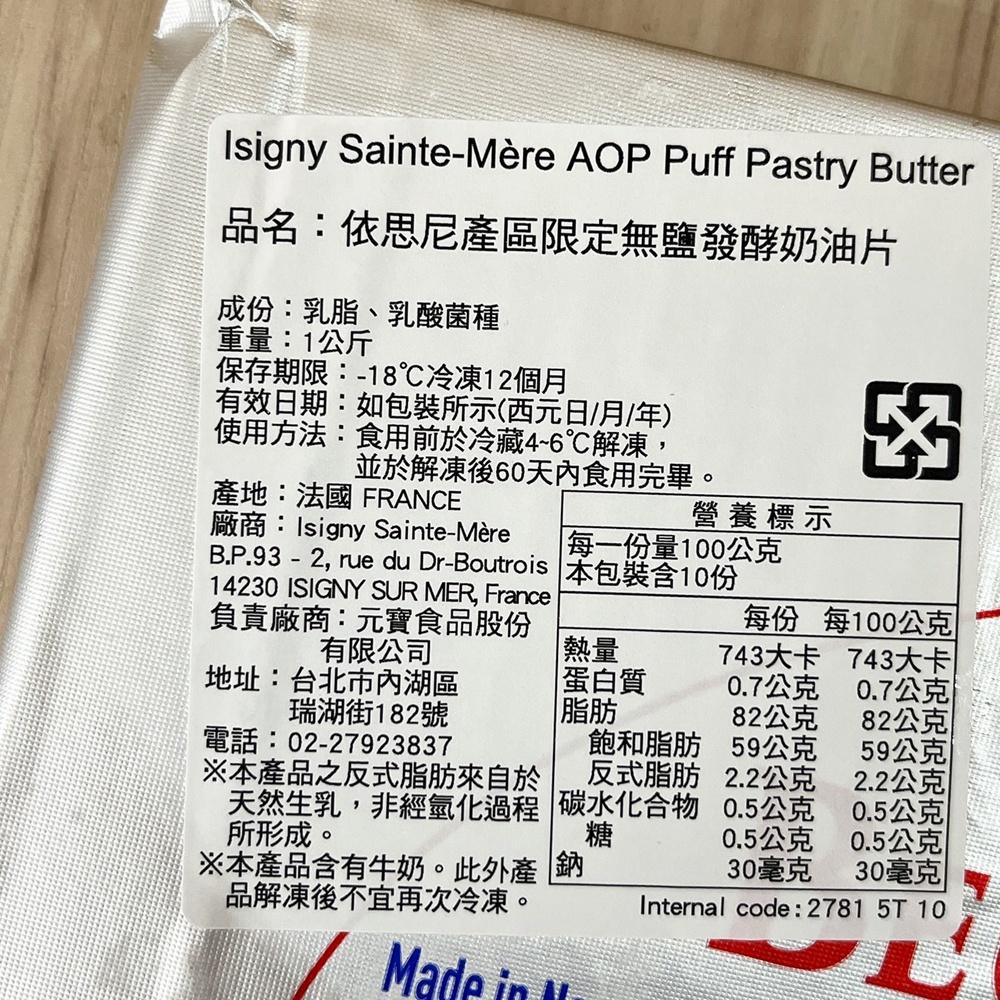 Isigny Sainte-Mère AOP Puff Pastry Butter
品名：依思尼產區限定無鹽發酵奶油片
成份：乳脂、乳酸菌種
重量：1公斤
保存期限：-18℃冷凍12個月
有效日期：如包裝所示(西元日/月/年)
使用方法：食用前於冷藏4~6℃解凍，
並於解凍後60天內食用完畢。
產地：法國 FRANCE
廠商：Isigny Sainte-Mère
B.P.93 - 2, rue du Dr-Boutrois
14230 ISIGNY SUR MER, France
負責廠商：元寶食品股份
有限公司
地址：台北市內湖區
瑞湖街182號
電話：02-27923837
※本產品之反式脂肪來自於
天然生乳，非經氫化過程
所形成。
※本產品含有牛奶。此外產
品解凍後不宜再次冷凍。
營養標示
每一份量100公克
本包裝含10份
每份 每100公克
熱量 743大卡 743大卡
蛋白質 0.7公克 0.7公克
脂肪 82公克 82公克
飽和脂肪 59公克 59公克
反式脂肪 2.2公克 2.2公克
碳水化合物 0.5公克 0.5公克
糖 0.5公克 0.5公克
鈉 30毫克 30毫克
Internal code:2781 5T 10
Made in